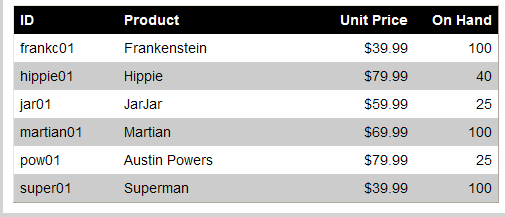 ID Product Unit Price On Hand
frankc01 Frankenstein $39.99 100
hippie01 Hippie $79.99 40
jar01 JarJar $59.99 25
martian01 Martian $69.99 100
pow01 Austin Powers $79.99 25
super01 Superman $39.99 100